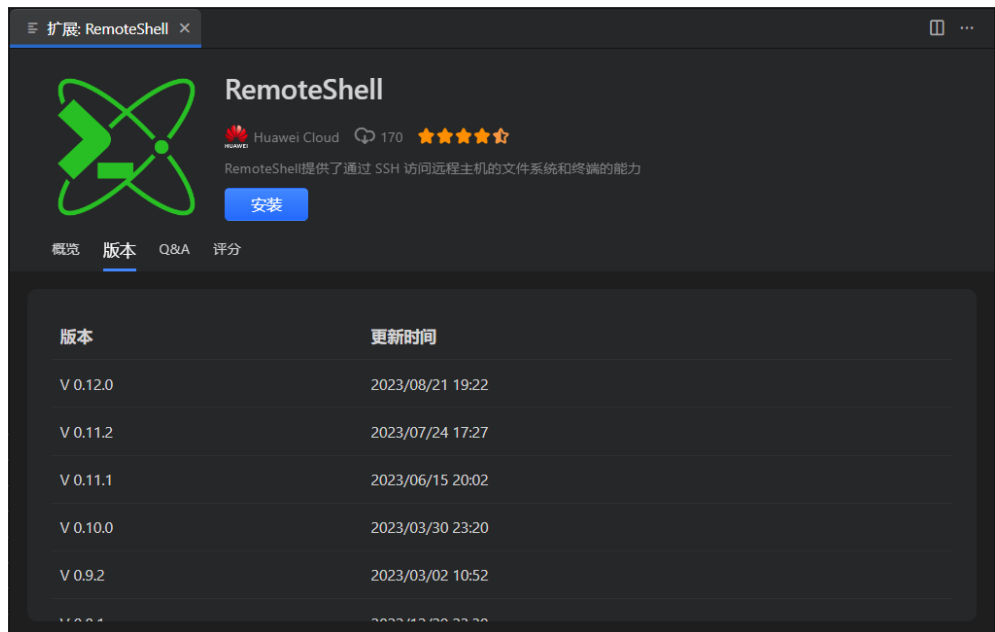 扩展: RemoteShell
RemoteShell
HUAWEI Huawei Cloud 170
RemoteShell提供了通过 SSH 访问远程主机的文件系统和终端的能力
安装
概览 版本 Q&A 评分
版本 更新时间
V 0.12.0 2023/08/21 19:22
V 0.11.2 2023/07/24 17:27
V 0.11.1 2023/06/15 20:02
V 0.10.0 2023/03/30 23:20
V 0.9.2 2023/03/02 10:52